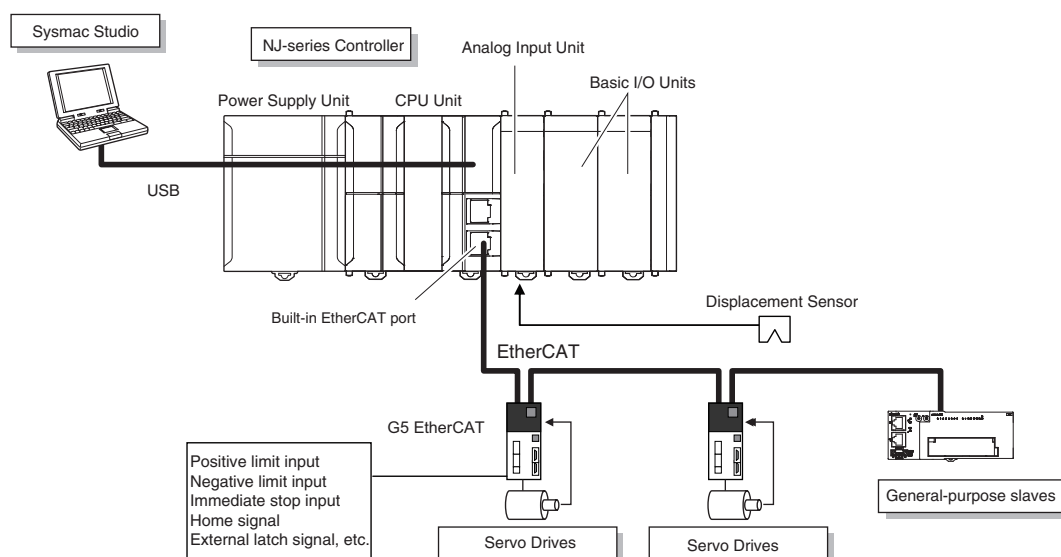 Sysmac Studio
NJ-series Controller
Analog Input Unit
Basic I/O Units
Power Supply Unit
CPU Unit
USB
Built-in EtherCAT port
Displacement Sensor
EtherCAT
G5 EtherCAT
Positive limit input
Negative limit input
Immediate stop input
Home signal
External latch signal, etc.
General-purpose slaves
Servo Drives
Servo Drives